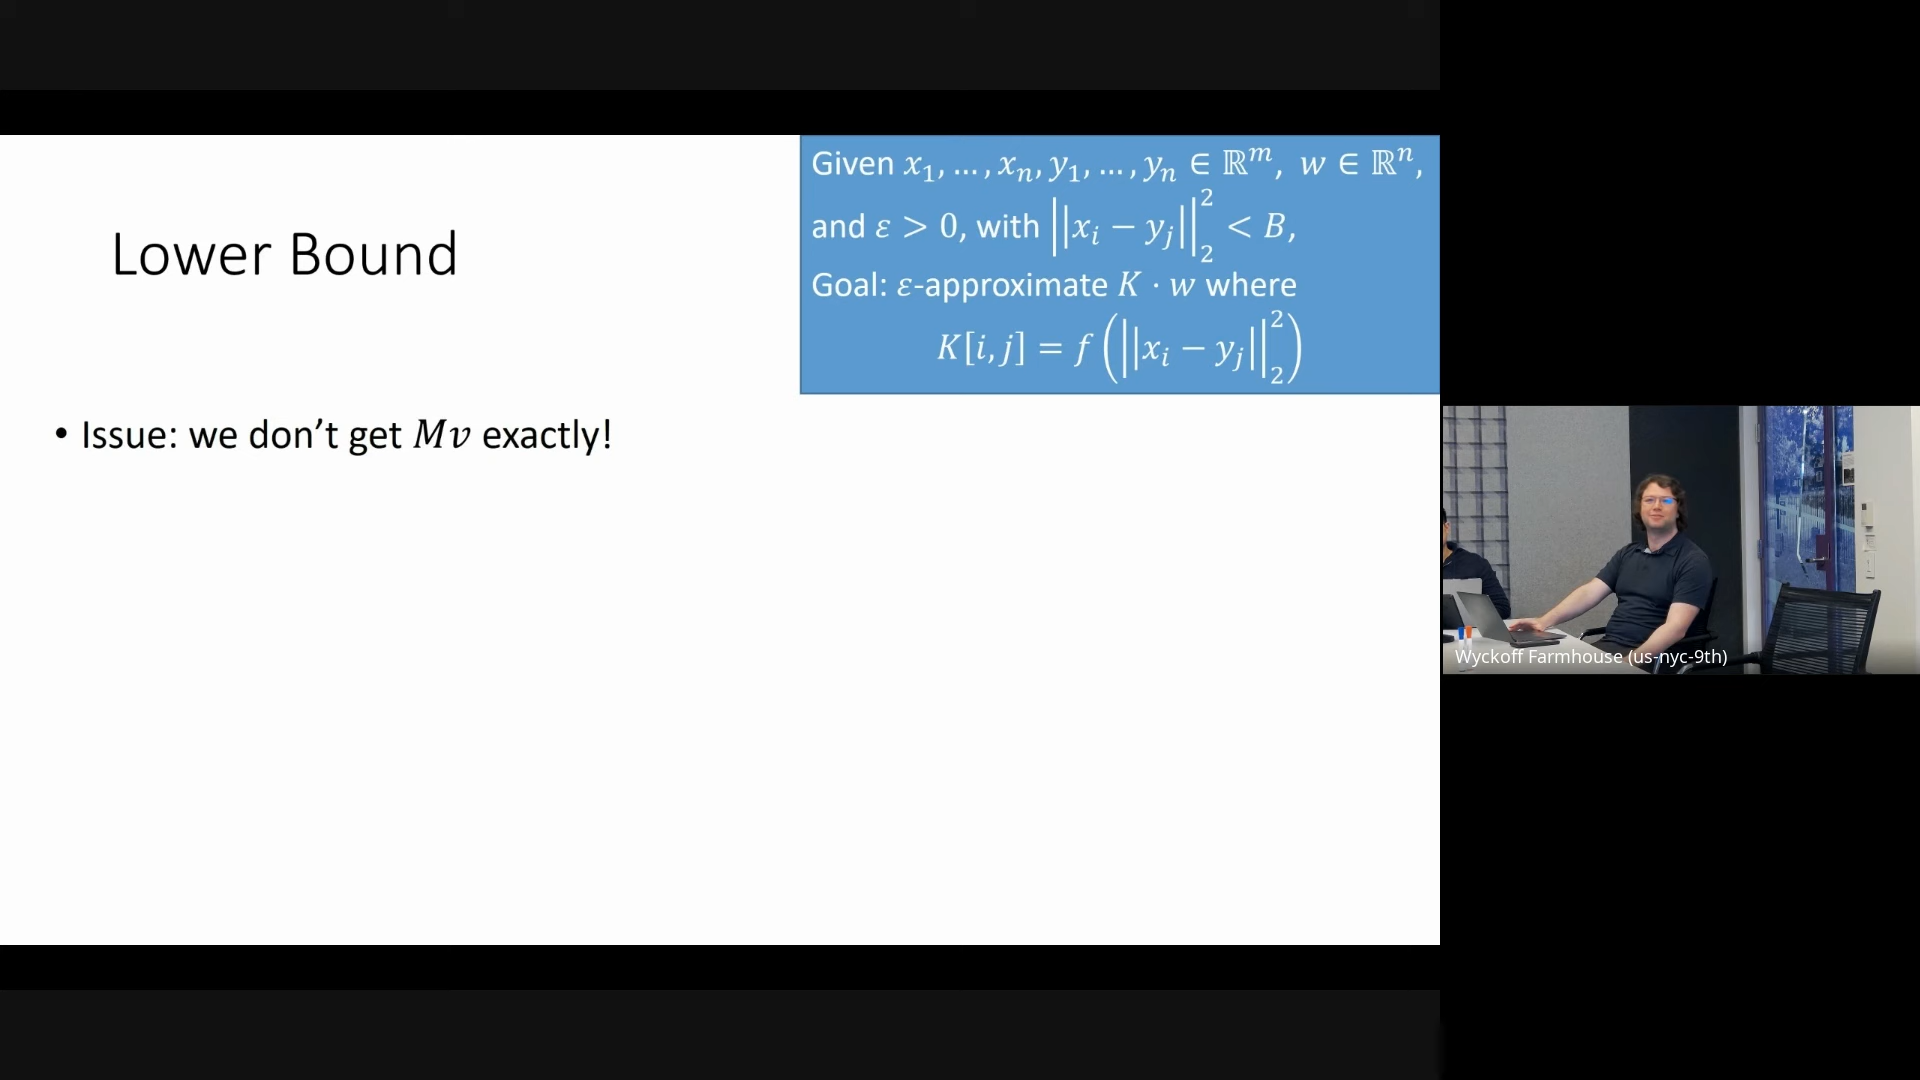 Given x₁, …, xₙ, y₁, …, yₙ ∈ ℝᵐ, w ∈ ℝⁿ,
and ε > 0, with ||xᵢ − yⱼ||₂² < B,
Goal: ε-approximate K · w where
K[i, j] = f(||xᵢ − yⱼ||₂²)
Lower Bound
• Issue: we don’t get Mv exactly!
Wyckoff Farmhouse (us-nyc-9th)